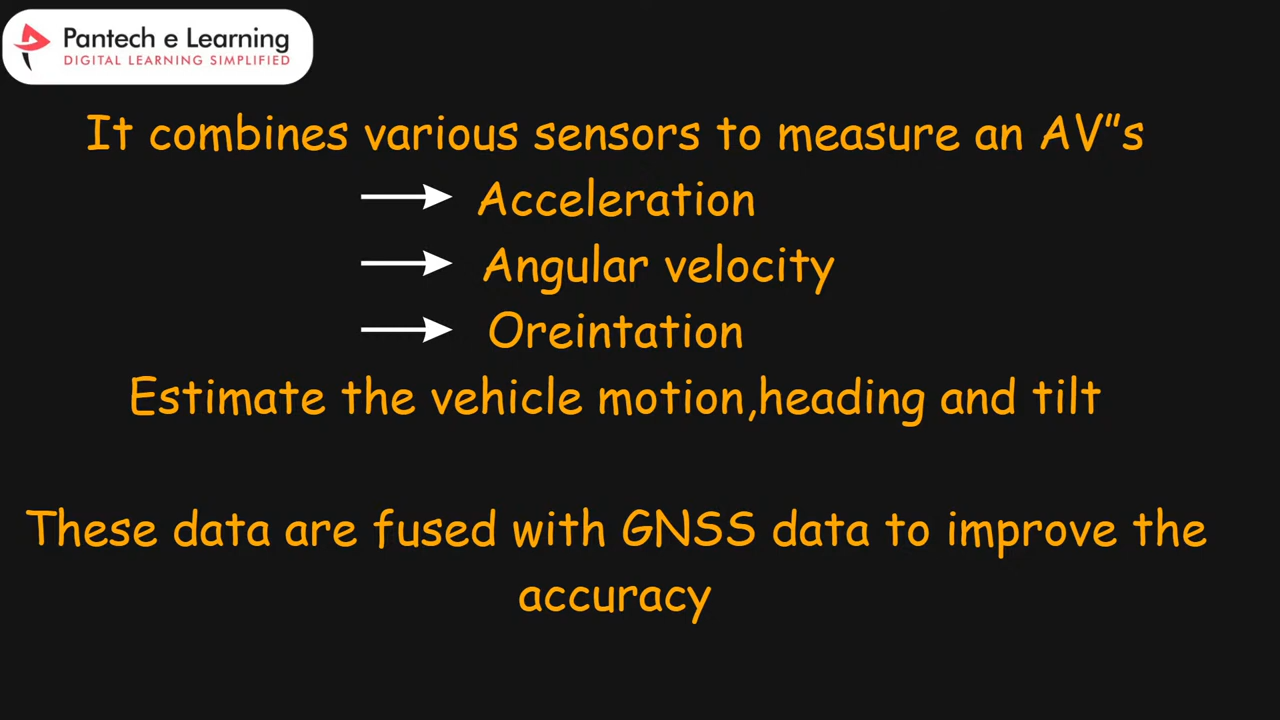 Pantech e Learning
DIGITAL LEARNING SIMPLIFIED
It combines various sensors to measure an AV”s
Acceleration
Angular velocity
Oreintation
Estimate the vehicle motion,heading and tilt
These data are fused with GNSS data to improve the
accuracy